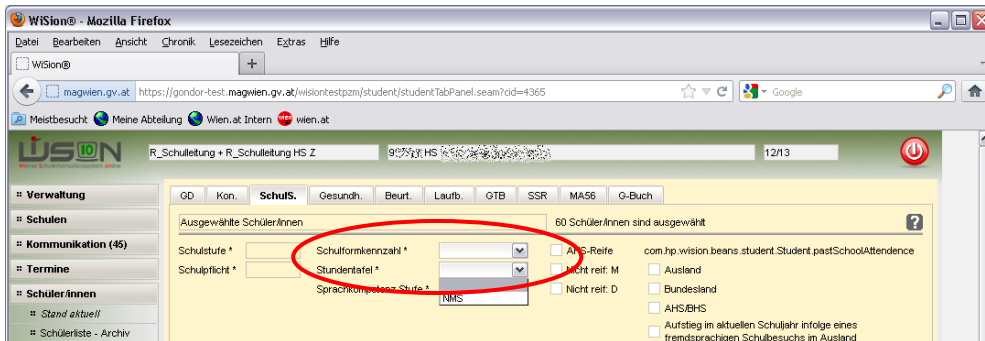 WiSion® - Mozilla Firefox
Datei Bearbeiten Ansicht Chronik Lesezeichen Extras Hilfe
WiSion® +
magwien.gv.at https://gondor-test.magwien.gv.at/wisiontestpzm/student/studentTabPanel.seam?cid=4365 Google
Meistbesucht Meine Abteilung Wien.at Intern wien.at
R_Schulleitung + R_Schulleitung HS Z HS 12/13
Verwaltung
GD Kon. SchulS. Gesundh. Beurt. Laufb. GTB SSR MA56 G-Buch
Schulen
Ausgewählte Schüler/innen 60 Schüler/innen sind ausgewählt ?
Kommunikation (45)
Schulstufe * Schulformkennzahl * AHS-Reife com.hp.wision.beans.student.Student.pastSchoolAttendence
Termine
Schulpflicht * Stundentafel * Nicht reif: M Ausland
Schüler/innen
Sprachkompetenz Stufe * Nicht reif: D Bundesland
NMS
Stand aktuell
AHS/BHS
Schülerliste - Archiv
Aufstieg im aktuellen Schuljahr infolge eines
fremdsprachigen Schulbesuchs im Ausland